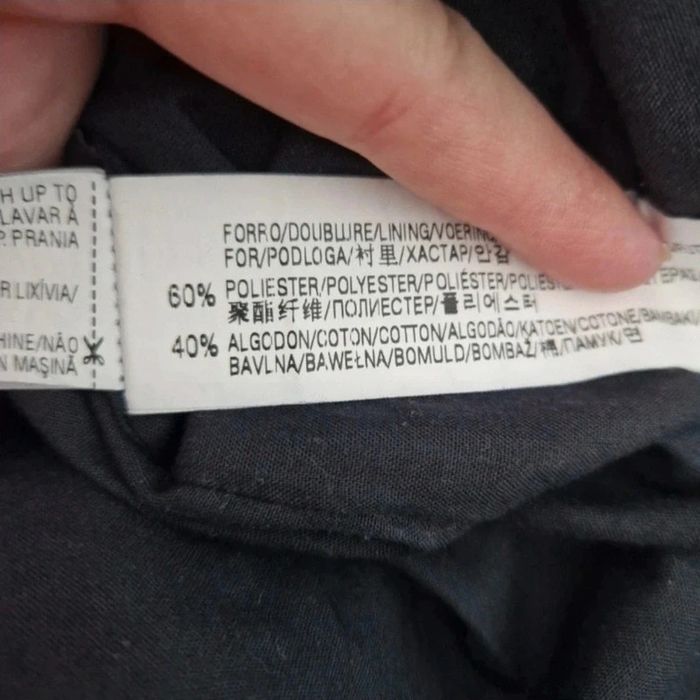 H UP TO
LAVAR A
P. PRANIA
R LIXÍVIA/
HINE/NÃO
N MAŞINĂ
FORRO/DOUBLURE/LINING/VOERING
FOR/PODLOGA/衬里/ХАСТАР/안감
60% POLIESTER/POLYESTER/POLIÉSTER/POLIES
聚酯纤维/ПОЛИЕСТЕР/폴리에스터
40% ALGODON/COTON/COTTON/ALGODÃO/KATOEN/COTONE/BAMBAKI/
BAVLNA/BAWEŁNA/BOMULD/BOMBAŽ/棉/ПАМУК/면